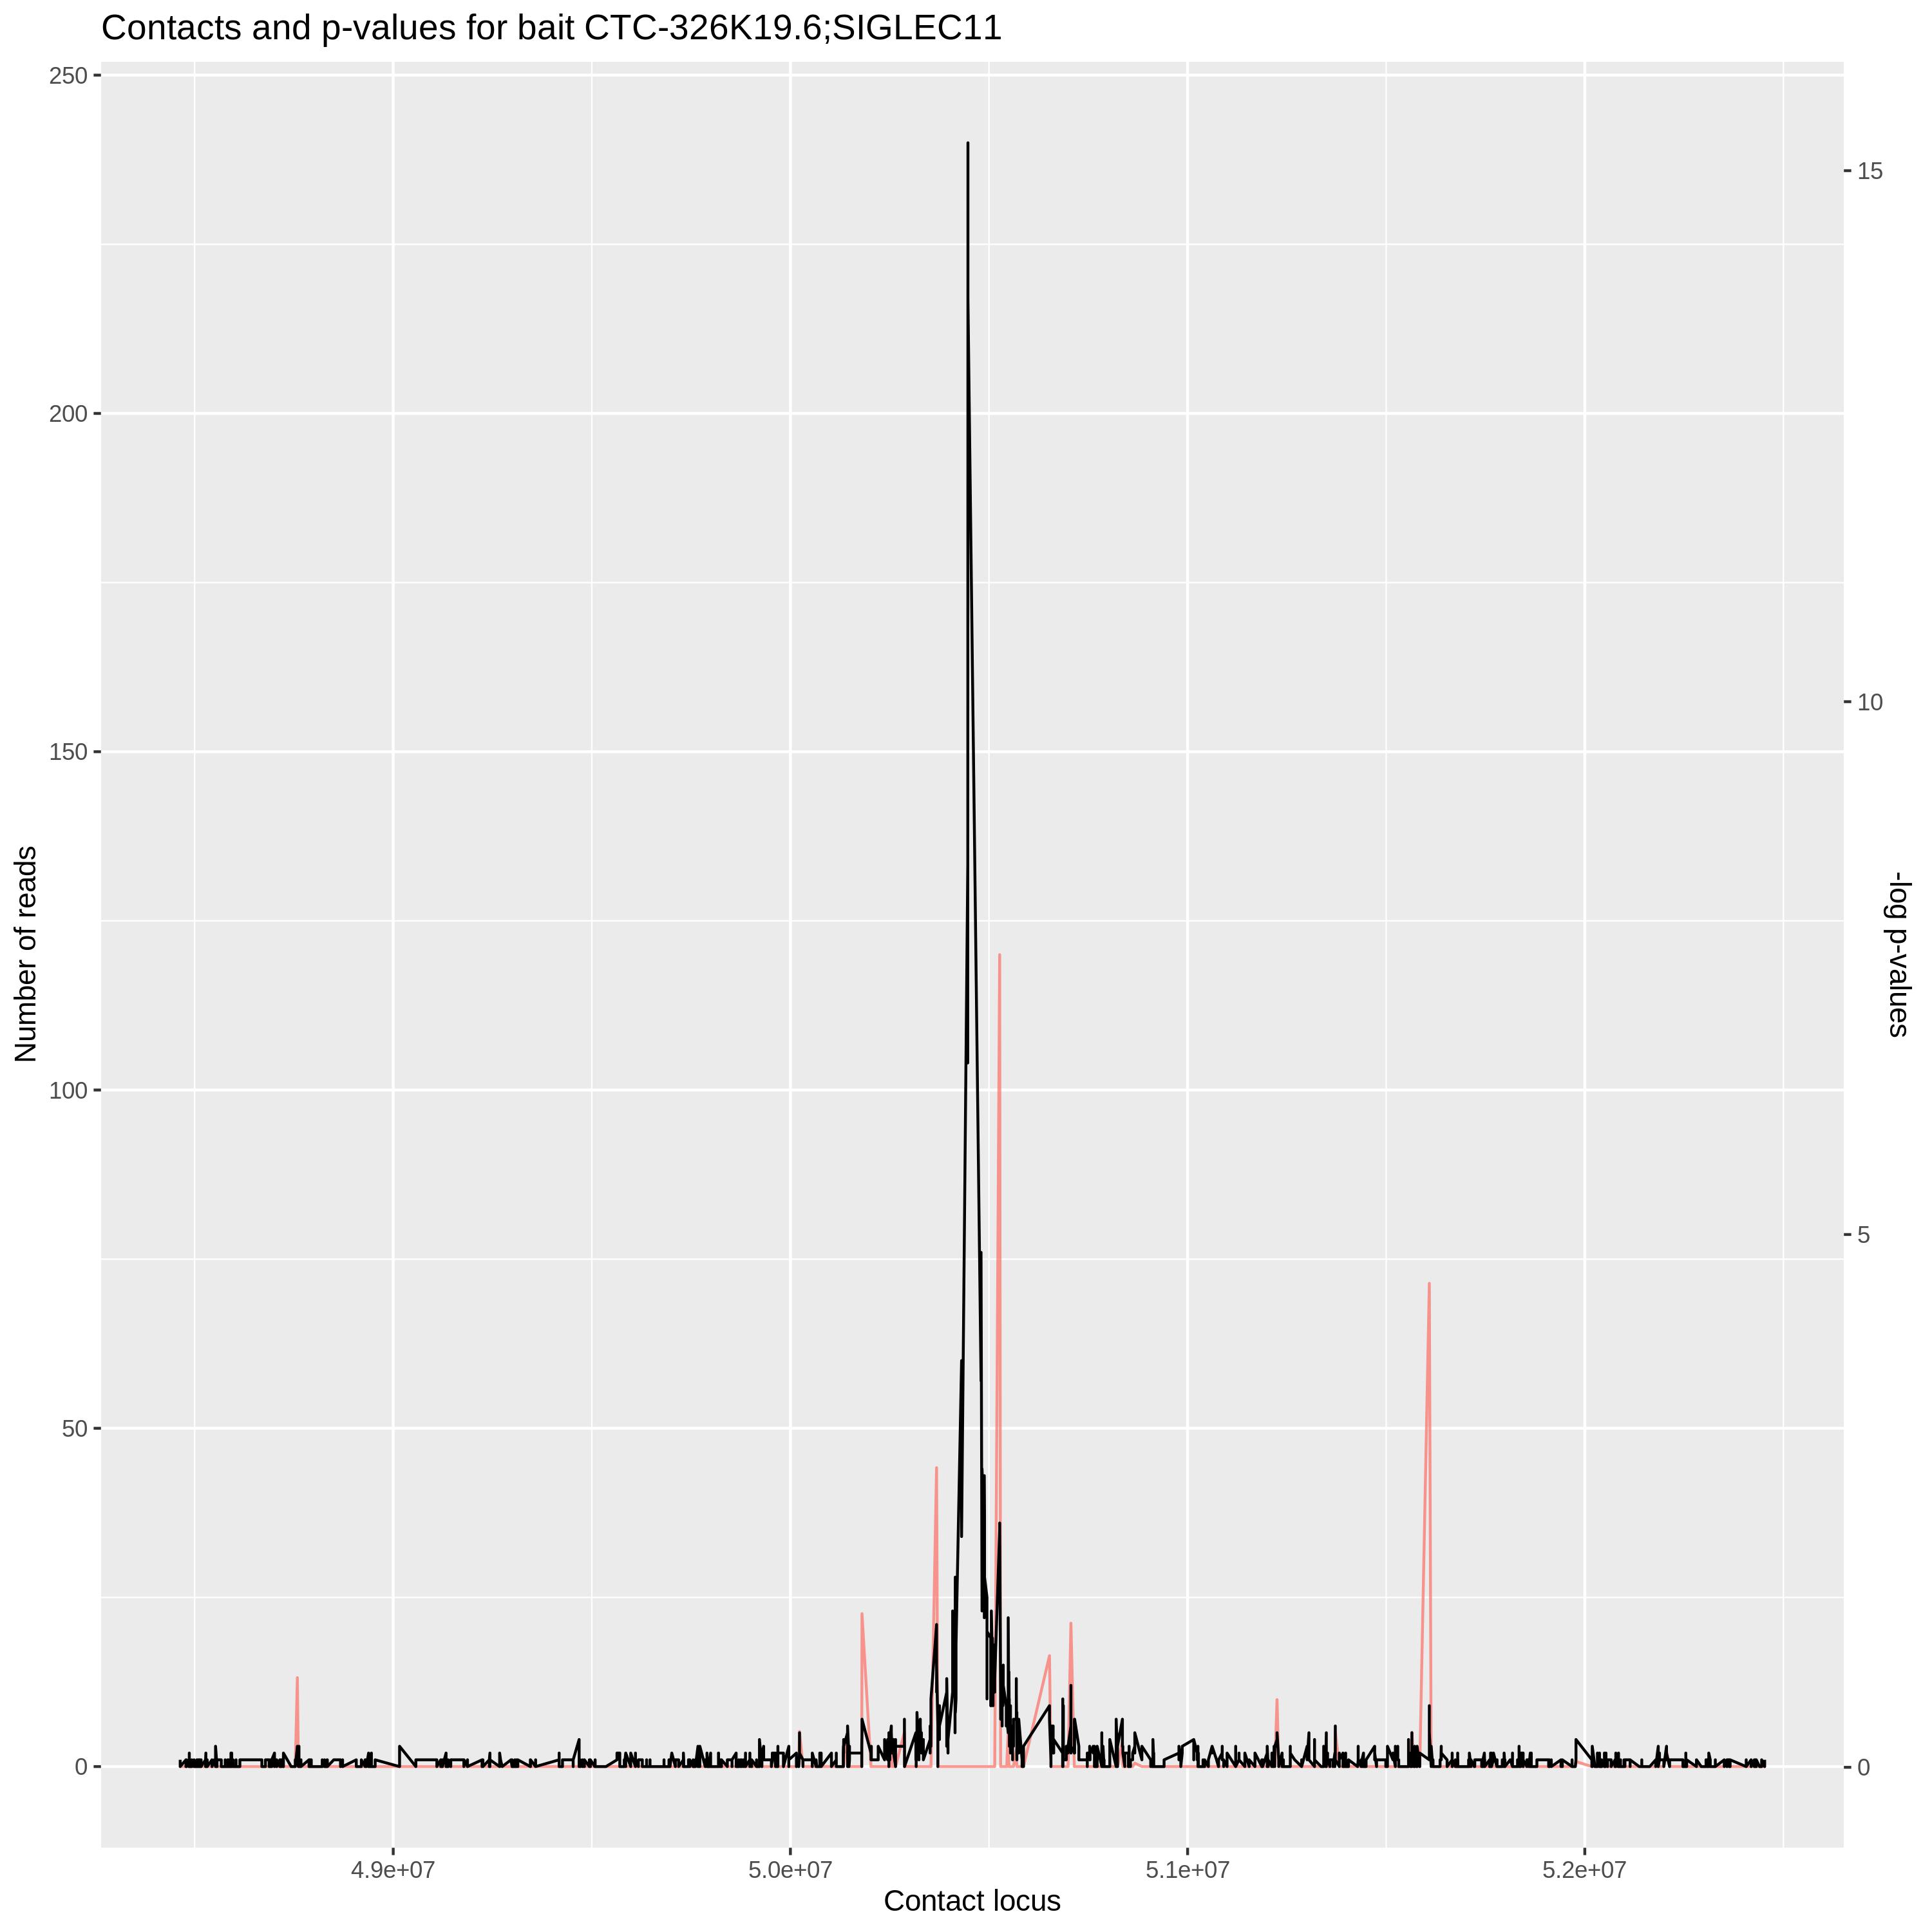 Contacts and p-values for bait CTC-326K19.6;SIGLEC11
250
200
150
100
50
0
Number of reads
15
10
5
0
-log p-values
4.9e+07
5.0e+07
5.1e+07
5.2e+07
Contact locus